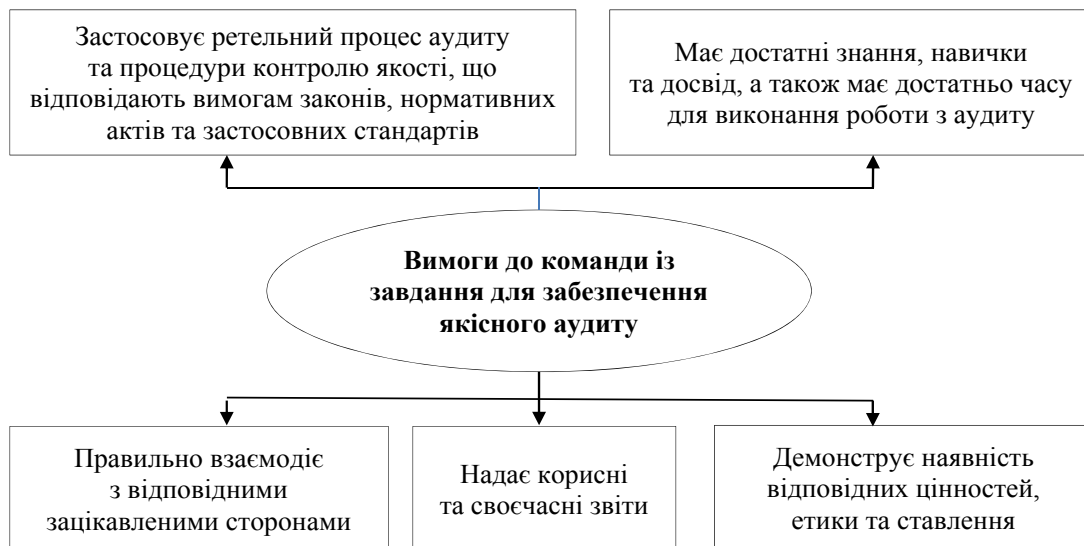 Застосовує ретельний процес аудиту
та процедури контролю якості, що
відповідають вимогам законів, нормативних
актів та застосовних стандартів
Має достатні знання, навички
та досвід, а також має достатньо часу
для виконання роботи з аудиту
Вимоги до команди із
завдання для забезпечення
якісного аудиту
Правильно взаємодіє
з відповідними
зацікавленими сторонами
Надає корисні
та своєчасні звіти
Демонструє наявність
відповідних цінностей,
етики та ставлення